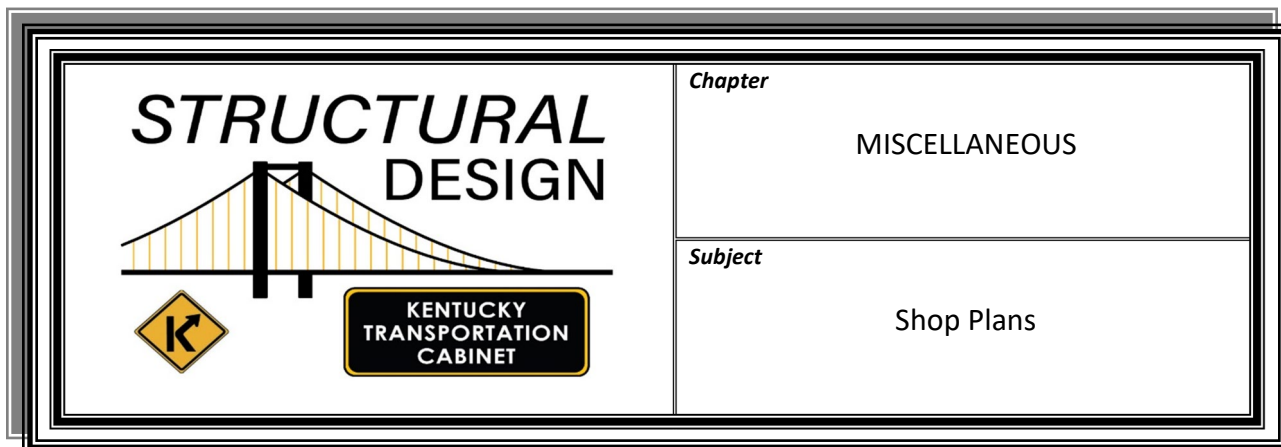 STRUCTURAL
DESIGN
KENTUCKY
TRANSPORTATION
CABINET
Chapter
MISCELLANEOUS
Subject
Shop Plans